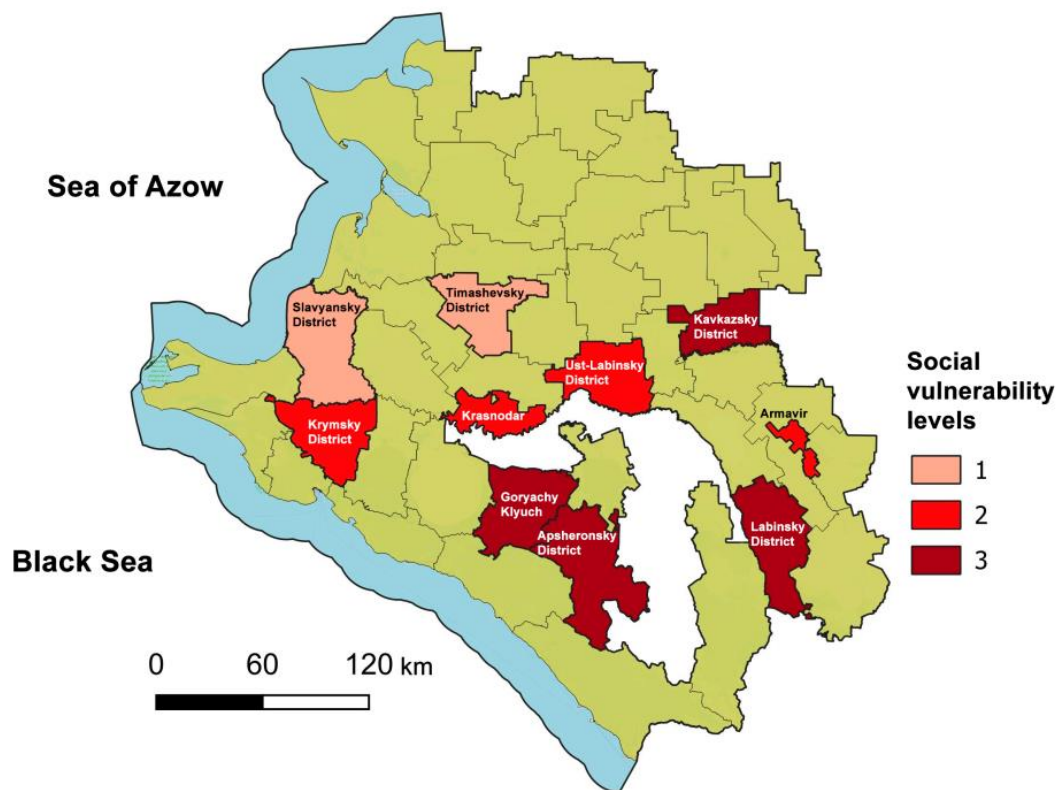 Sea of Azow
Slavyansky
District
Timashevsky
District
Kavkazsky
District
Ust-Labinsky
District
Krasnodar
Krymsky
District
Armavir
Goryachy
Klyuch
Apsheronsky
District
Labinsky
District
Black Sea
0 60 120 km
Social
vulnerability
levels
1
2
3